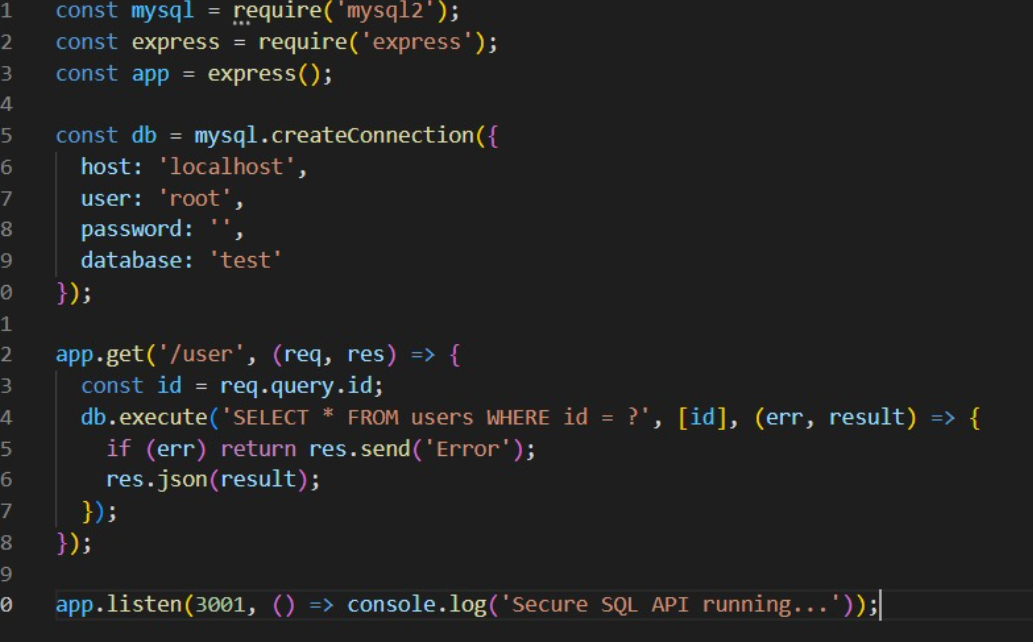 1 const mysql = require('mysql2');
2 const express = require('express');
3 const app = express();
4
5 const db = mysql.createConnection({
6 host: 'localhost',
7 user: 'root',
8 password: '',
9 database: 'test'
0 });
1
2 app.get('/user', (req, res) => {
3 const id = req.query.id;
4 db.execute('SELECT * FROM users WHERE id = ?', [id], (err, result) => {
5 if (err) return res.send('Error');
6 res.json(result);
7 });
8 });
9
0 app.listen(3001, () => console.log('Secure SQL API running...'));